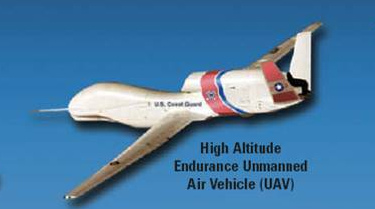 U.S. Coast Guard
High Altitude
Endurance Unmanned
Air Vehicle (UAV)